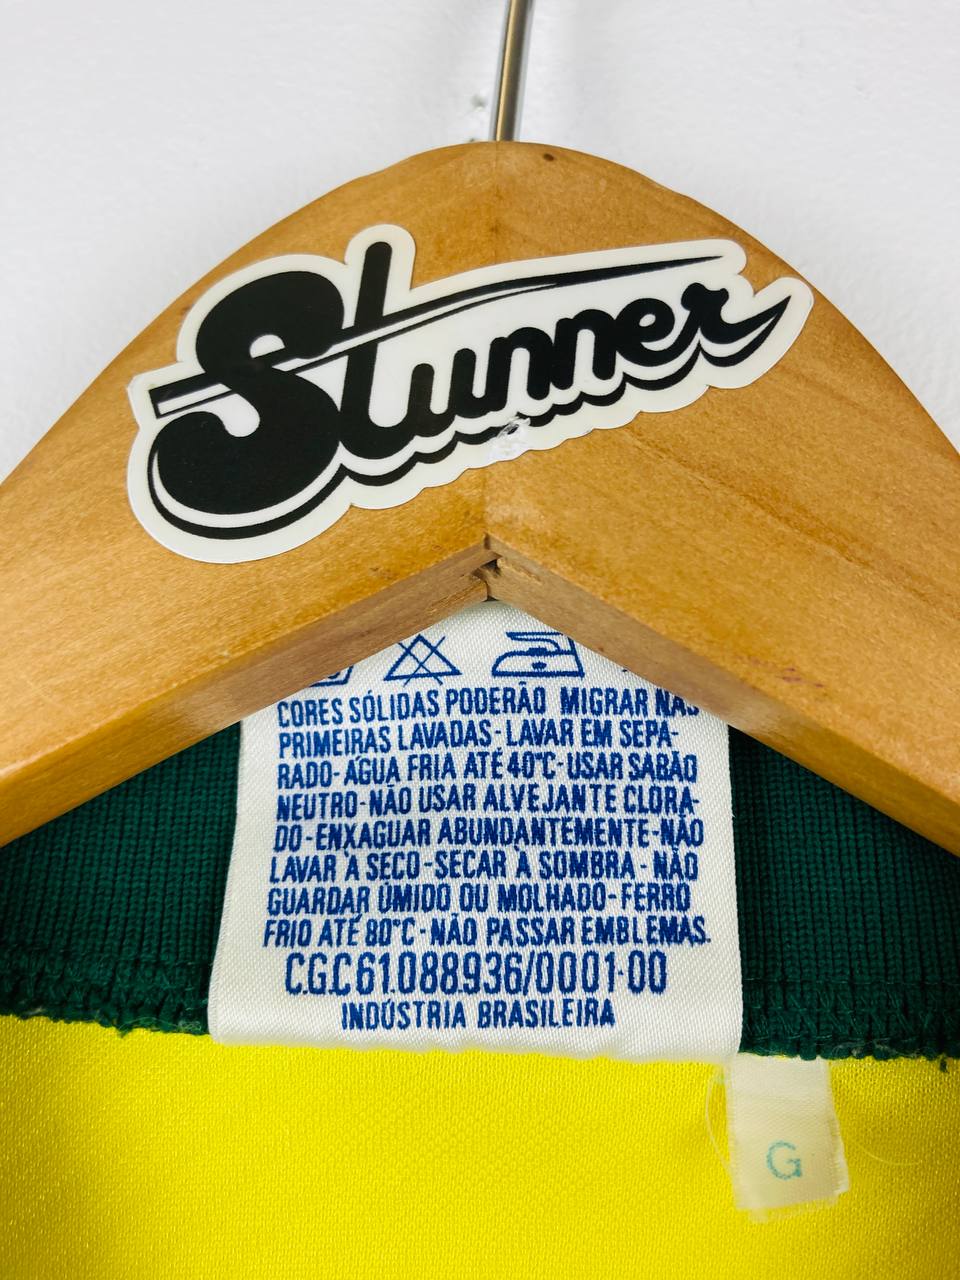 Stunner
CORES SÓLIDAS PODERÃO MIGRAR NAS
PRIMEIRAS LAVADAS-LAVAR EM SEPA-
RADO-ÁGUA FRIA ATÉ 40°C-USAR SABÃO
NEUTRO-NÃO USAR ALVEJANTE CLORA-
DO-ENXAGUAR ABUNDANTEMENTE-NÃO
LAVAR À SECO-SECAR À SOMBRA-NÃO
GUARDAR ÚMIDO OU MOLHADO-FERRO
FRIO ATÉ 80°C-NÃO PASSAR EMBLEMAS.
C.G.C 61.088.936/0001-00
INDÚSTRIA BRASILEIRA
G